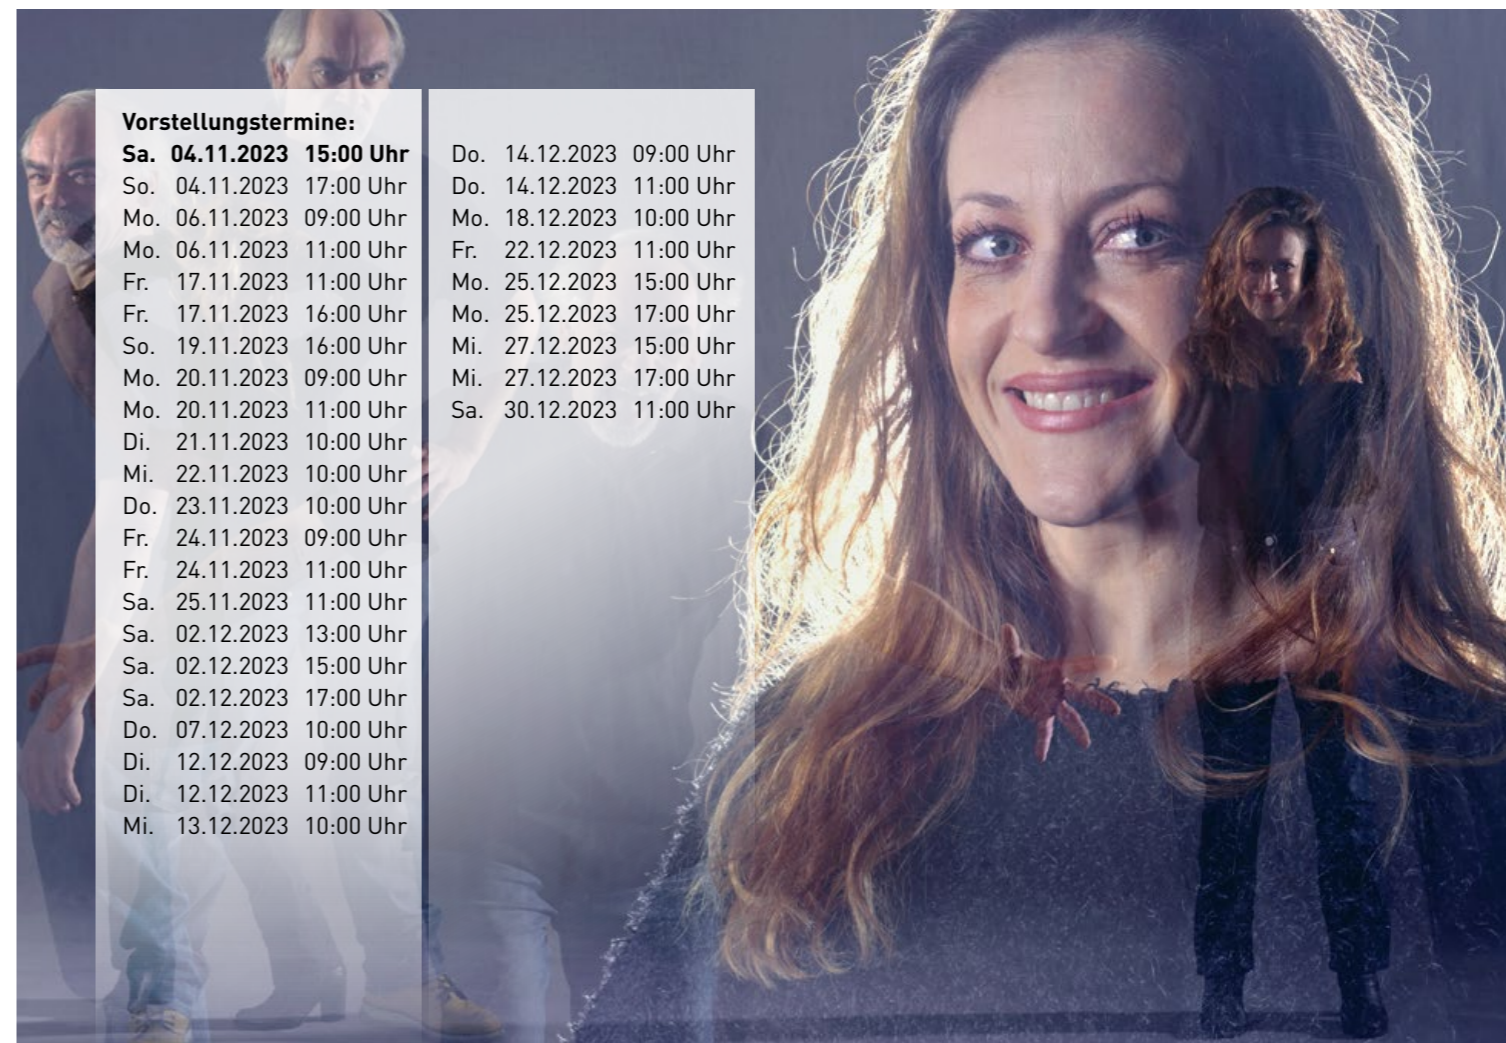 Vorstellungstermine:
Sa. 04.11.2023 15:00 Uhr
So. 04.11.2023 17:00 Uhr
Mo. 06.11.2023 09:00 Uhr
Mo. 06.11.2023 11:00 Uhr
Fr. 17.11.2023 11:00 Uhr
Fr. 17.11.2023 16:00 Uhr
So. 19.11.2023 16:00 Uhr
Mo. 20.11.2023 09:00 Uhr
Mo. 20.11.2023 11:00 Uhr
Di. 21.11.2023 10:00 Uhr
Mi. 22.11.2023 10:00 Uhr
Do. 23.11.2023 10:00 Uhr
Fr. 24.11.2023 09:00 Uhr
Fr. 24.11.2023 11:00 Uhr
Sa. 25.11.2023 11:00 Uhr
Sa. 02.12.2023 13:00 Uhr
Sa. 02.12.2023 15:00 Uhr
Sa. 02.12.2023 17:00 Uhr
Do. 07.12.2023 10:00 Uhr
Di. 12.12.2023 09:00 Uhr
Di. 12.12.2023 11:00 Uhr
Mi. 13.12.2023 10:00 Uhr
Do. 14.12.2023 09:00 Uhr
Do. 14.12.2023 11:00 Uhr
Mo. 18.12.2023 10:00 Uhr
Fr. 22.12.2023 11:00 Uhr
Mo. 25.12.2023 15:00 Uhr
Mo. 25.12.2023 17:00 Uhr
Mi. 27.12.2023 15:00 Uhr
Mi. 27.12.2023 17:00 Uhr
Sa. 30.12.2023 11:00 Uhr